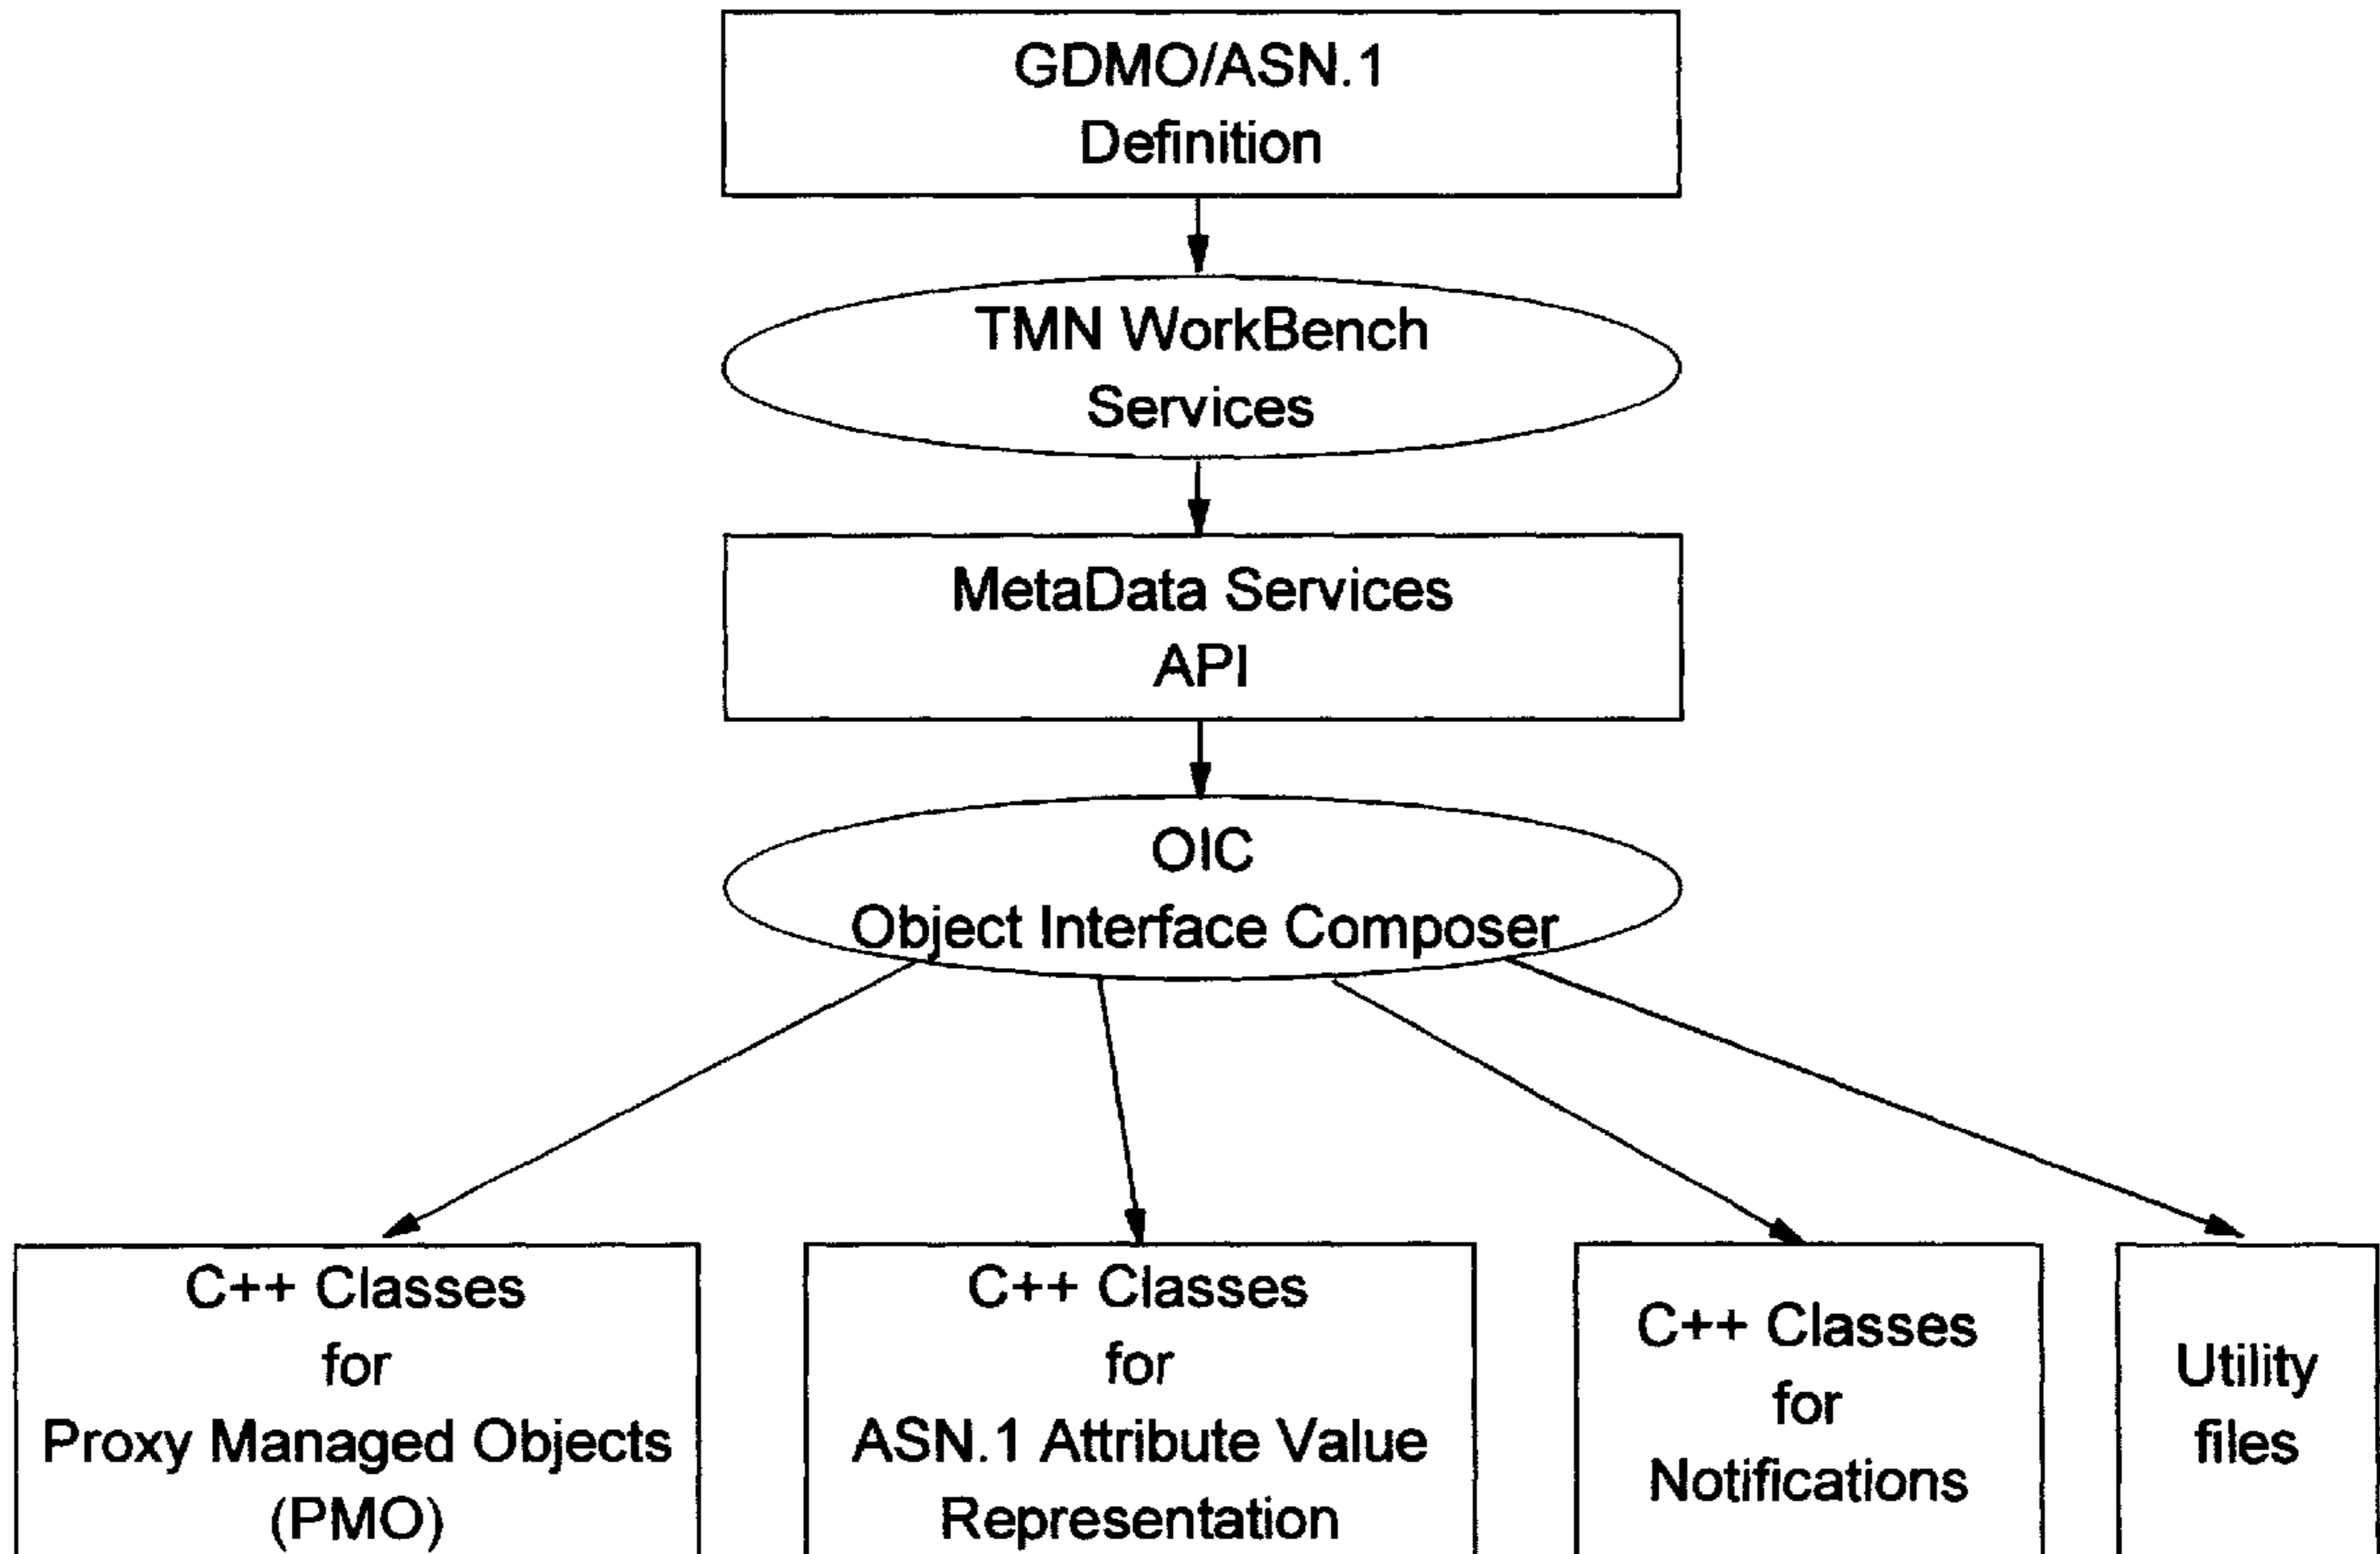 GDMO/ASN.1
Definition
TMN WorkBench
Services
MetaData Services
API
OIC
Object Interface Composer
C++ Classes
for
Proxy Managed Objects
(PMO)
C++ Classes
for
ASN.1 Attribute Value
Representation
C++ Classes
for
Notifications
Utility
files